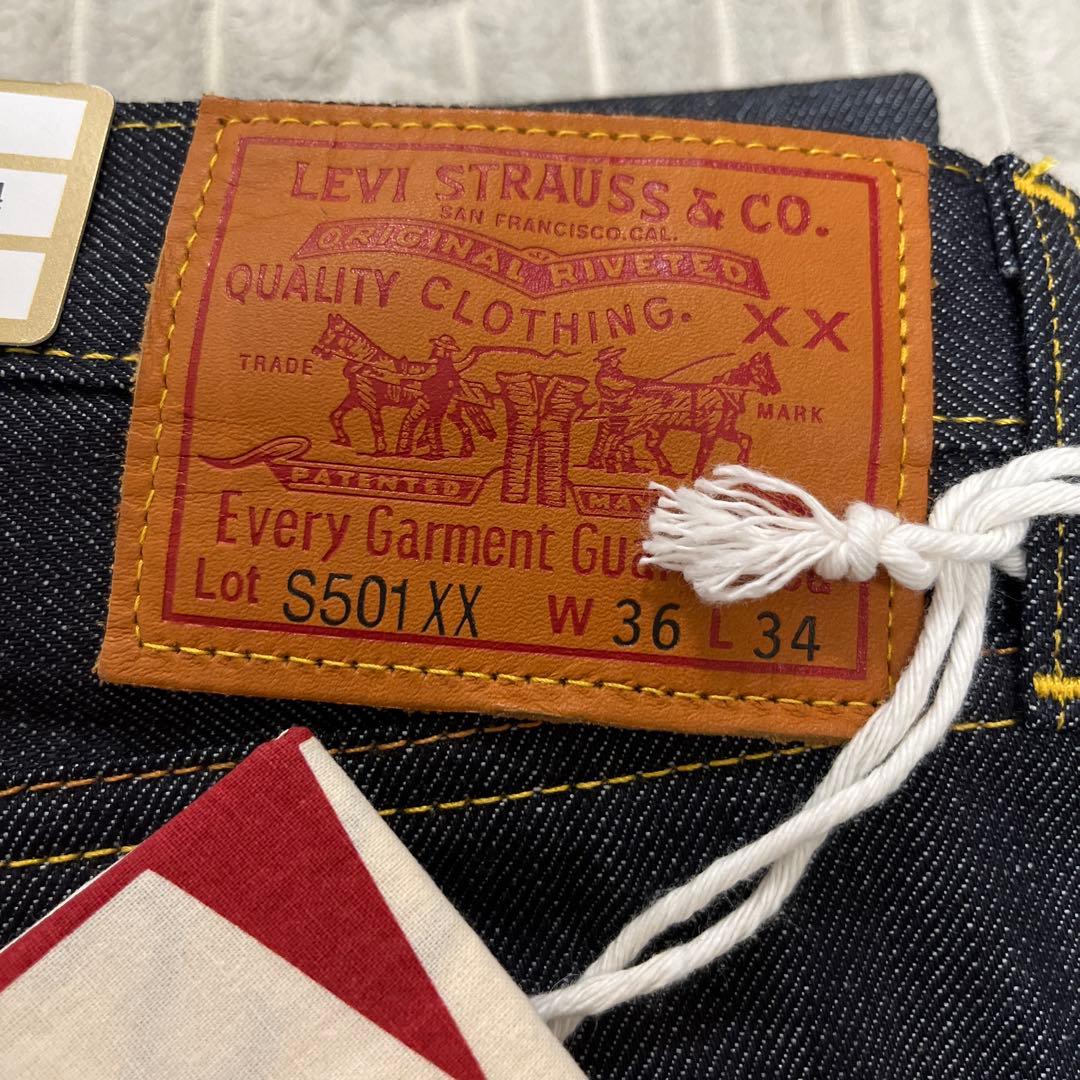 LEVI STRAUSS & CO.
SAN FRANCISCO. CAL.
ORIGINAL RIVETED
QUALITY CLOTHING.
XX
TRADE MARK
PATENTED MAY
Every Garment
Lot S501XX W 36 L 34